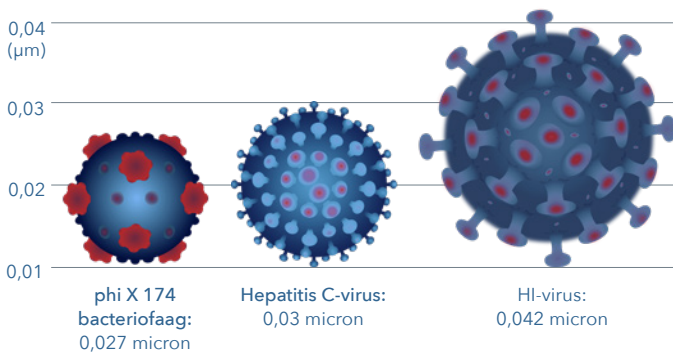 0,04
(µm)
0,03
0,02
0,01
phi X 174
bacteriofaag:
0,027 micron
Hepatitis C-virus:
0,03 micron
HI-virus:
0,042 micron